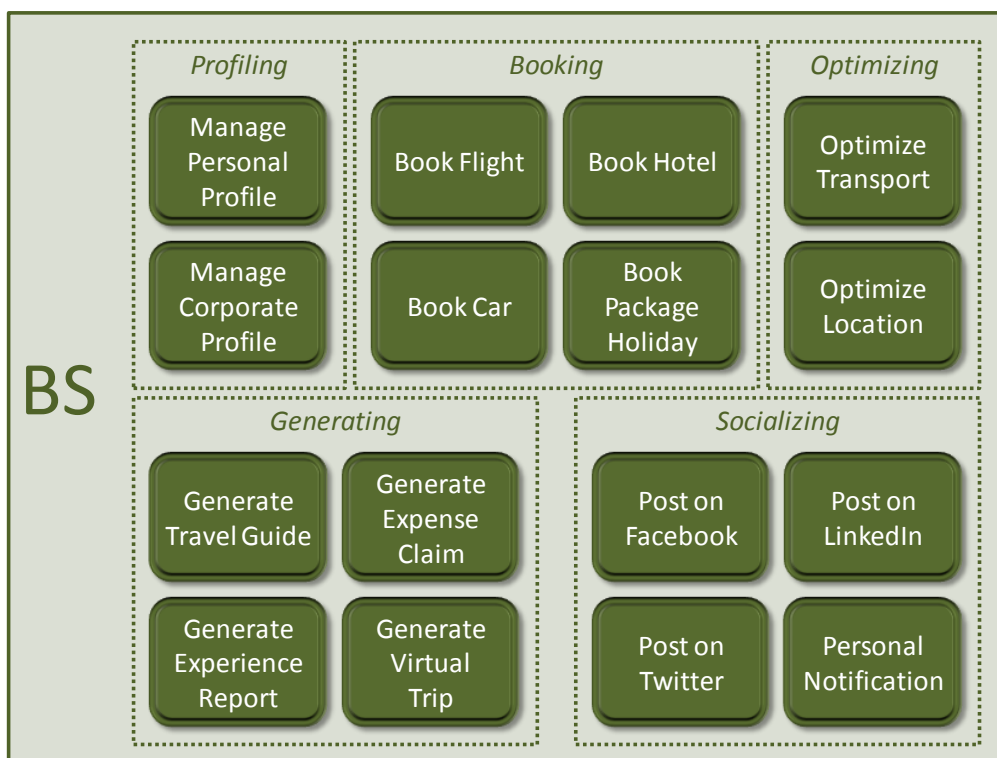 BS
Profiling
Manage
Personal
Profile
Manage
Corporate
Profile
Booking
Book Flight
Book Hotel
Book Car
Book
Package
Holiday
Optimizing
Optimize
Transport
Optimize
Location
Generating
Generate
Travel Guide
Generate
Expense
Claim
Generate
Experience
Report
Generate
Virtual
Trip
Socializing
Post on
Facebook
Post on
LinkedIn
Post on
Twitter
Personal
Notification